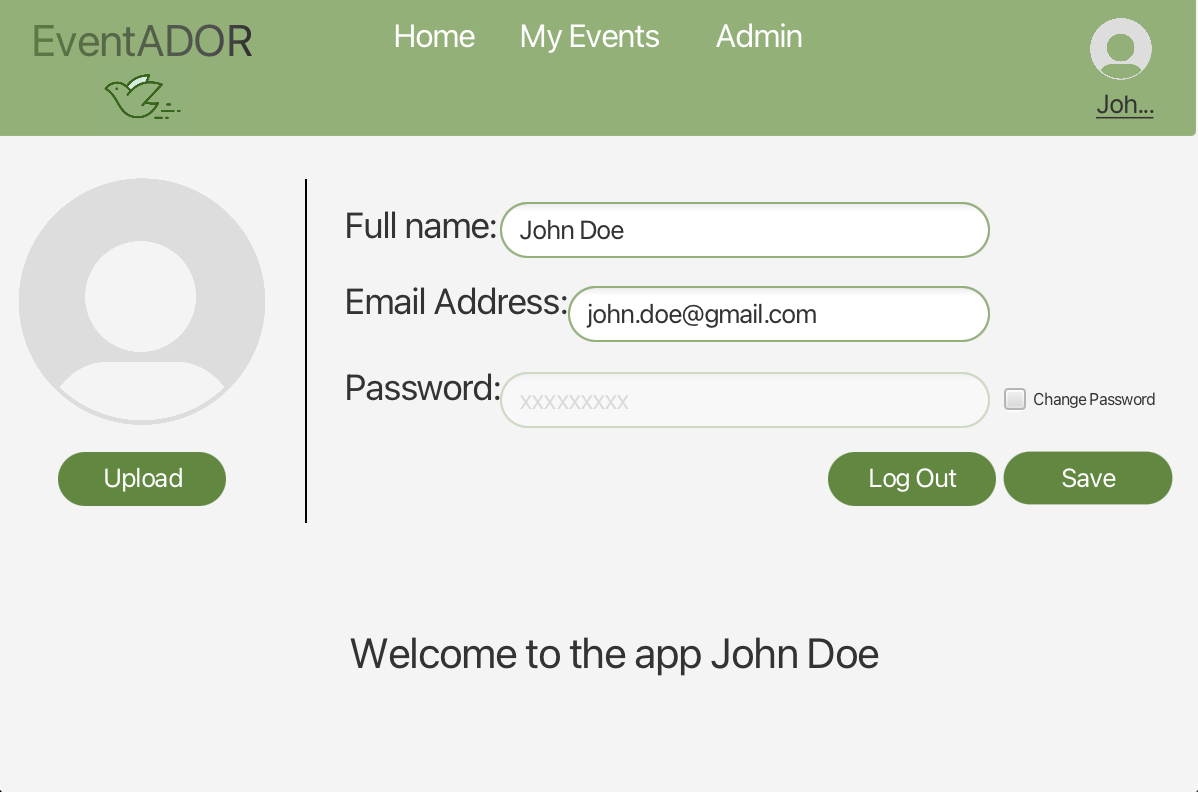 EventADOR
Home My Events Admin
Joh...
Full name: John Doe
Email Address: john.doe@gmail.com
Password: xxxxxxxxx Change Password
Upload Log Out Save
Welcome to the app John Doe